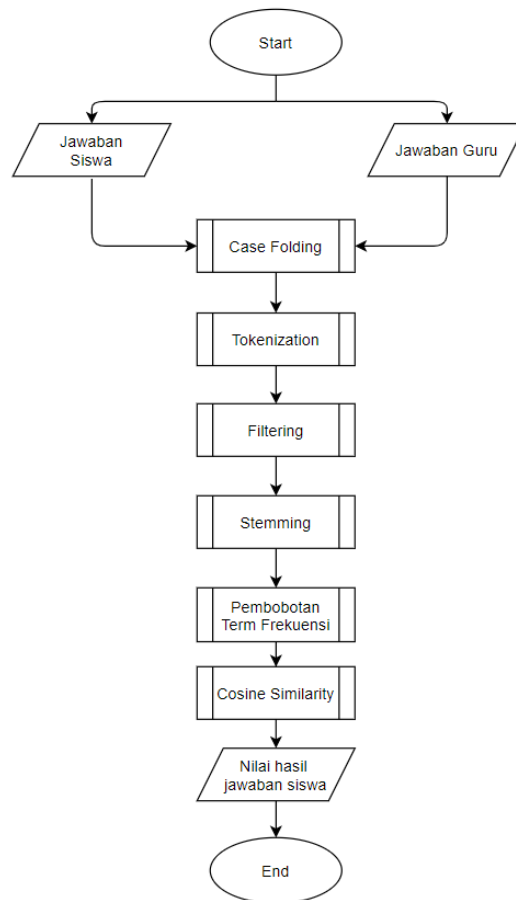 Start
Jawaban
Siswa
Jawaban Guru
Case Folding
Tokenization
Filtering
Stemming
Pembobotan
Term Frekuensi
Cosine Similarity
Nilai hasil
jawaban siswa
End